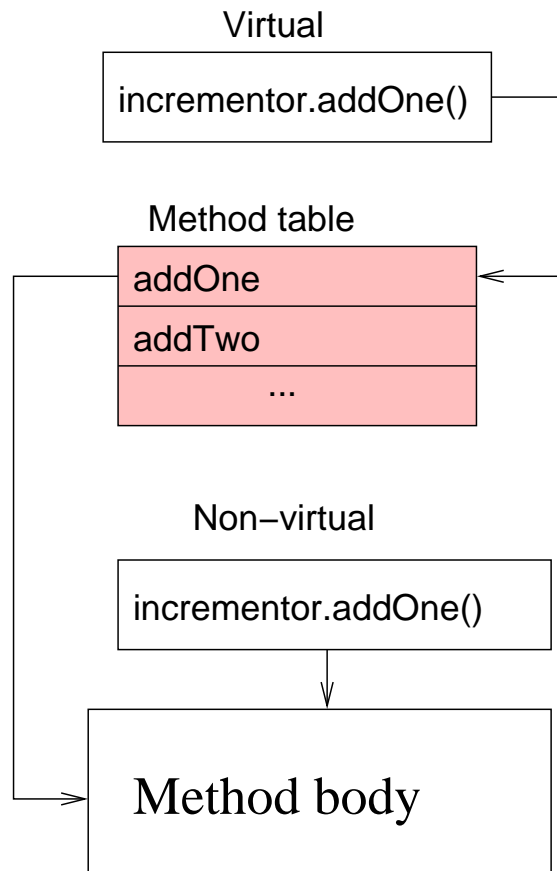 Virtual
incrementor.addOne()
Method table
addOne
addTwo
...
Non−virtual
incrementor.addOne()
Method body